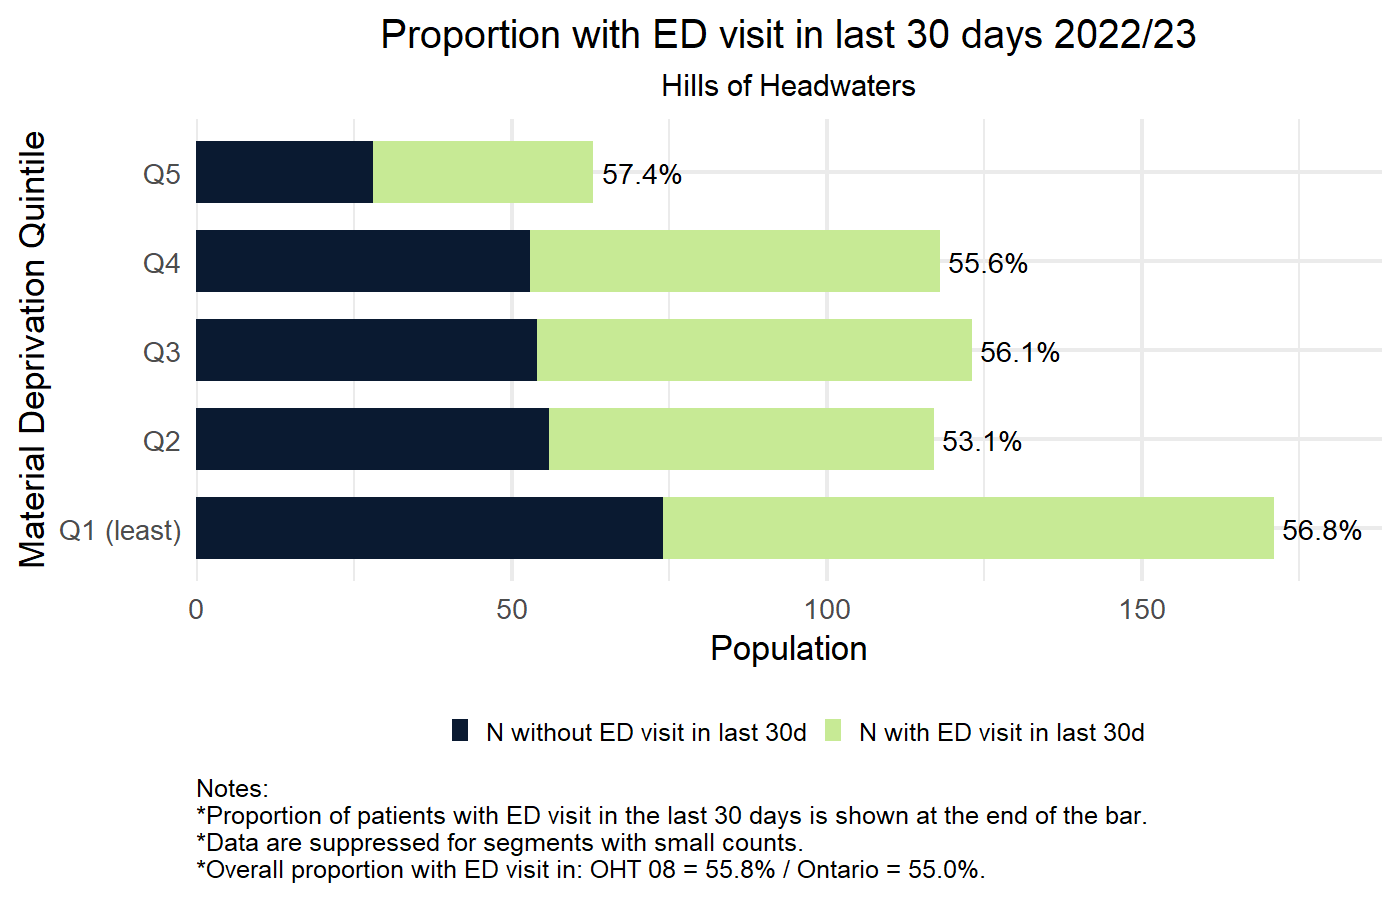 Proportion with ED visit in last 30 days 2022/23
Hills of Headwaters
Material Deprivation Quintile
Q5
57.4%
Q4
55.6%
Q3
56.1%
Q2
53.1%
Q1 (least)
56.8%
0
50
100
150
Population
N without ED visit in last 30d
N with ED visit in last 30d
Notes:
*Proportion of patients with ED visit in the last 30 days is shown at the end of the bar.
*Data are suppressed for segments with small counts.
*Overall proportion with ED visit in: OHT 08 = 55.8% / Ontario = 55.0%.